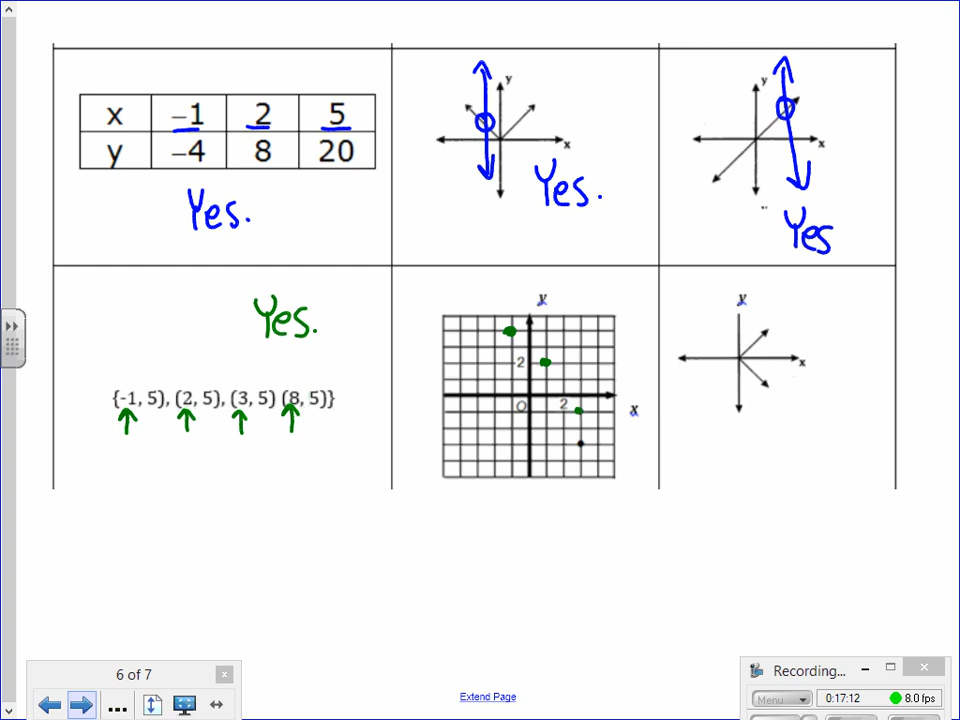 x -1 2 5
y -4 8 20
Yes.
y
x
Yes.
y
x
Yes
Yes.
{-1, 5), (2, 5), (3, 5) (8, 5)}
y
2
O 2 x
y
x
6 of 7
Extend Page
Recording...
Menu 0:17:12 8.0 fps